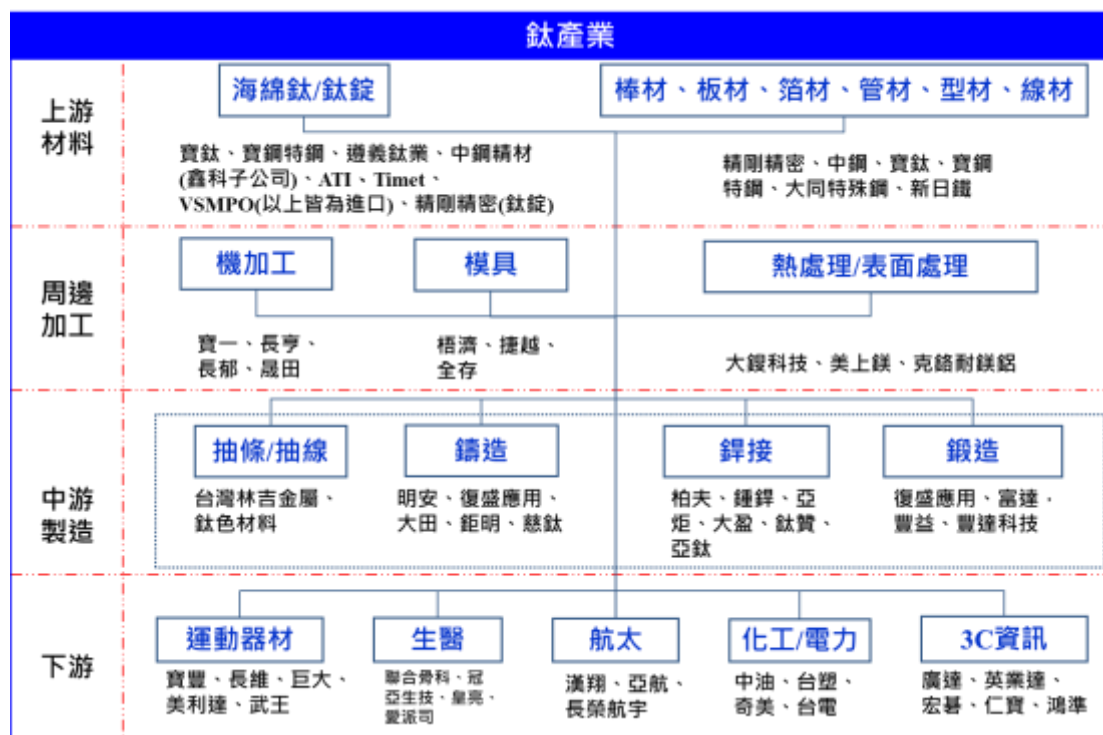 鈦產業
上游
材料
海綿鈦/鈦錠
棒材、板材、箔材、管材、型材、線材
寶鈦、寶鋼特鋼、遵義鈦業、中鋼精材
(鑫科子公司)、ATI、Timet、
VSMPO(以上皆為進口)、精剛精密(鈦錠)
精剛精密、中鋼、寶鈦、寶鋼
特鋼、大同特殊鋼、新日鐵
周邊
加工
機加工
模具
熱處理/表面處理
寶一、長亨、
長郁、晟田
梧濟、捷越、
全存
大鎪科技、美上鎂、克鉻耐鎂鋁
中游
製造
抽條/抽線
鑄造
銲接
鍛造
台灣林吉金屬、
鈦色材料
明安、復盛應用、
大田、鉅明、慈鈦
柏夫、鍾銲、亞
炬、大盈、鈦贊、
亞鈦
復盛應用、富達,
豐益、豐達科技
下游
運動器材
生醫
航太
化工/電力
3C資訊
寶豐、長維、巨大、
美利達、武王
聯合骨科、冠
亞生技、皇亮、
愛派司
漢翔、亞航、
長榮航宇
中油、台塑、
奇美、台電
廣達、英業達、
宏碁、仁寶、鴻準